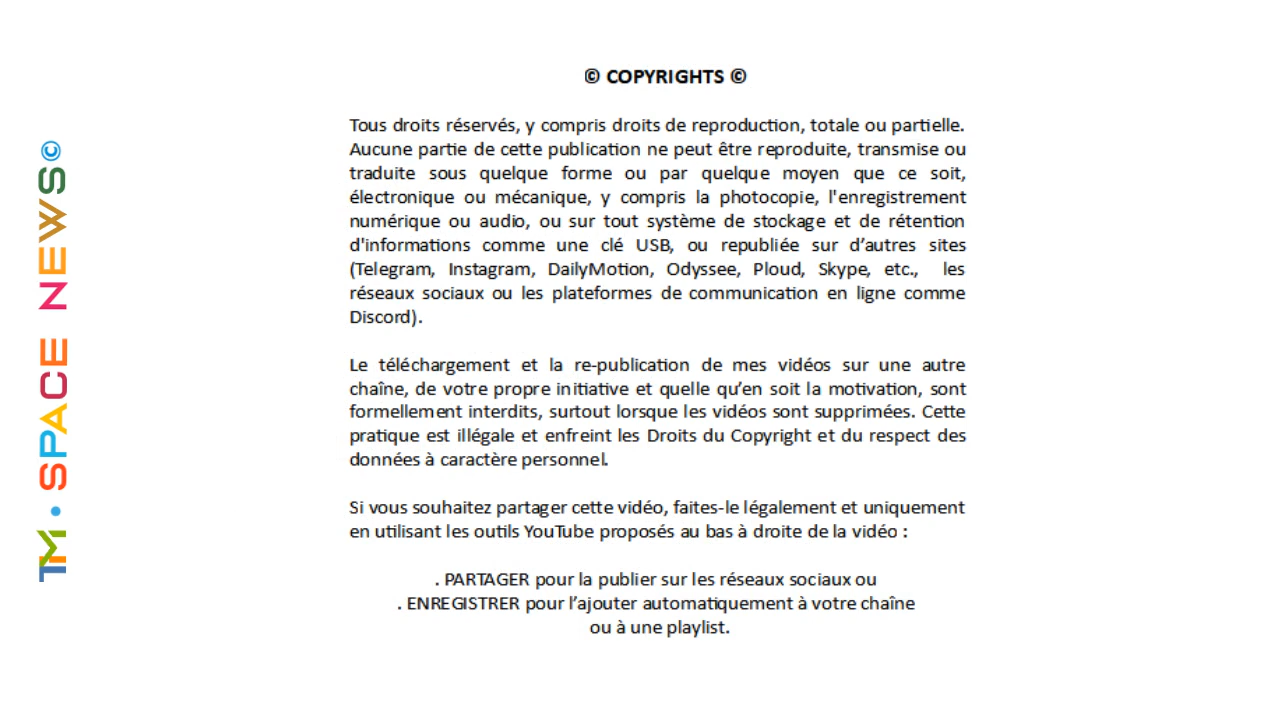 © COPYRIGHTS ©
Tous droits réservés, y compris droits de reproduction, totale ou partielle.
Aucune partie de cette publication ne peut être reproduite, transmise ou
traduite sous quelque forme ou par quelque moyen que ce soit,
électronique ou mécanique, y compris la photocopie, l'enregistrement
numérique ou audio, ou sur tout système de stockage et de rétention
d'informations comme une clé USB, ou republiée sur d’autres sites
(Telegram, Instagram, DailyMotion, Odyssee, Ploud, Skype, etc., les
réseaux sociaux ou les plateformes de communication en ligne comme
Discord).
Le téléchargement et la re-publication de mes vidéos sur une autre
chaîne, de votre propre initiative et quelle qu’en soit la motivation, sont
formellement interdits, surtout lorsque les vidéos sont supprimées. Cette
pratique est illégale et enfreint les Droits du Copyright et du respect des
données à caractère personnel.
Si vous souhaitez partager cette vidéo, faites-le légalement et uniquement
en utilisant les outils YouTube proposés au bas à droite de la vidéo :
. PARTAGER pour la publier sur les réseaux sociaux ou
. ENREGISTRER pour l’ajouter automatiquement à votre chaîne
ou à une playlist.
TM • SPACE NEWS©